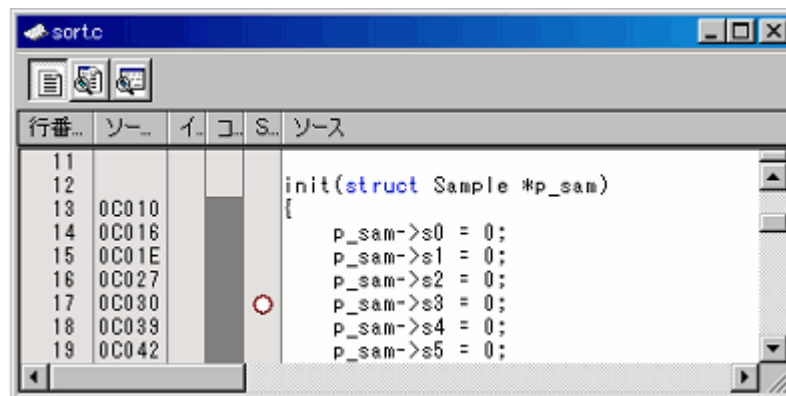 sort.c
行番... ソー... イ.. コ.. S... ソース
11
12 init(struct Sample *p_sam)
13 0C010 {
14 0C016 p_sam->s0 = 0;
15 0C01E p_sam->s1 = 0;
16 0C027 p_sam->s2 = 0;
17 0C030 p_sam->s3 = 0;
18 0C039 p_sam->s4 = 0;
19 0C042 p_sam->s5 = 0;